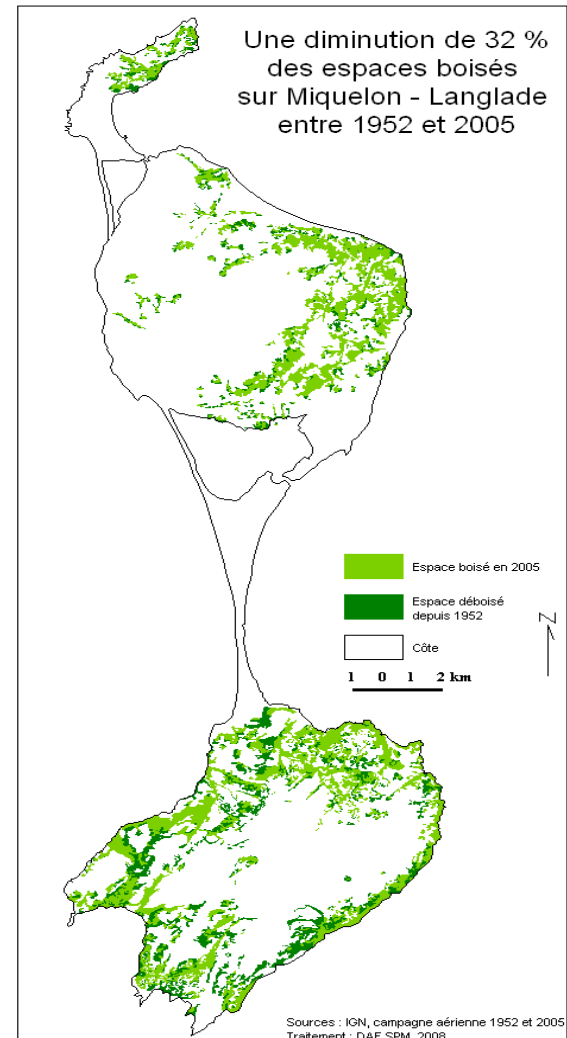 Une diminution de 32 %
des espaces boisés
sur Miquelon - Langlade
entre 1952 et 2005
Espace boisé en 2005
Espace déboisé
depuis 1952
Côte
N
1 0 1 2 km
Sources : IGN, campagne aérienne 1952 et 2005
Traitement : DAF SPM, 2008